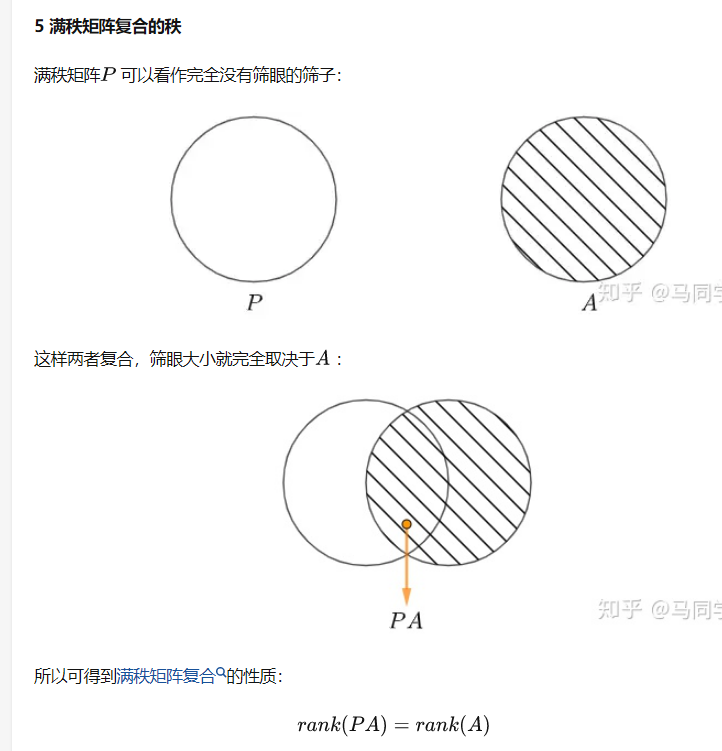 5 满秩矩阵复合的秩
满秩矩阵P 可以看作完全没有筛眼的筛子：
P
A
知乎 @马同学
这样两者复合，筛眼大小就完全取决于A ：
PA
知乎 @马同学
所以可得到满秩矩阵复合的性质：
rank(PA) = rank(A)